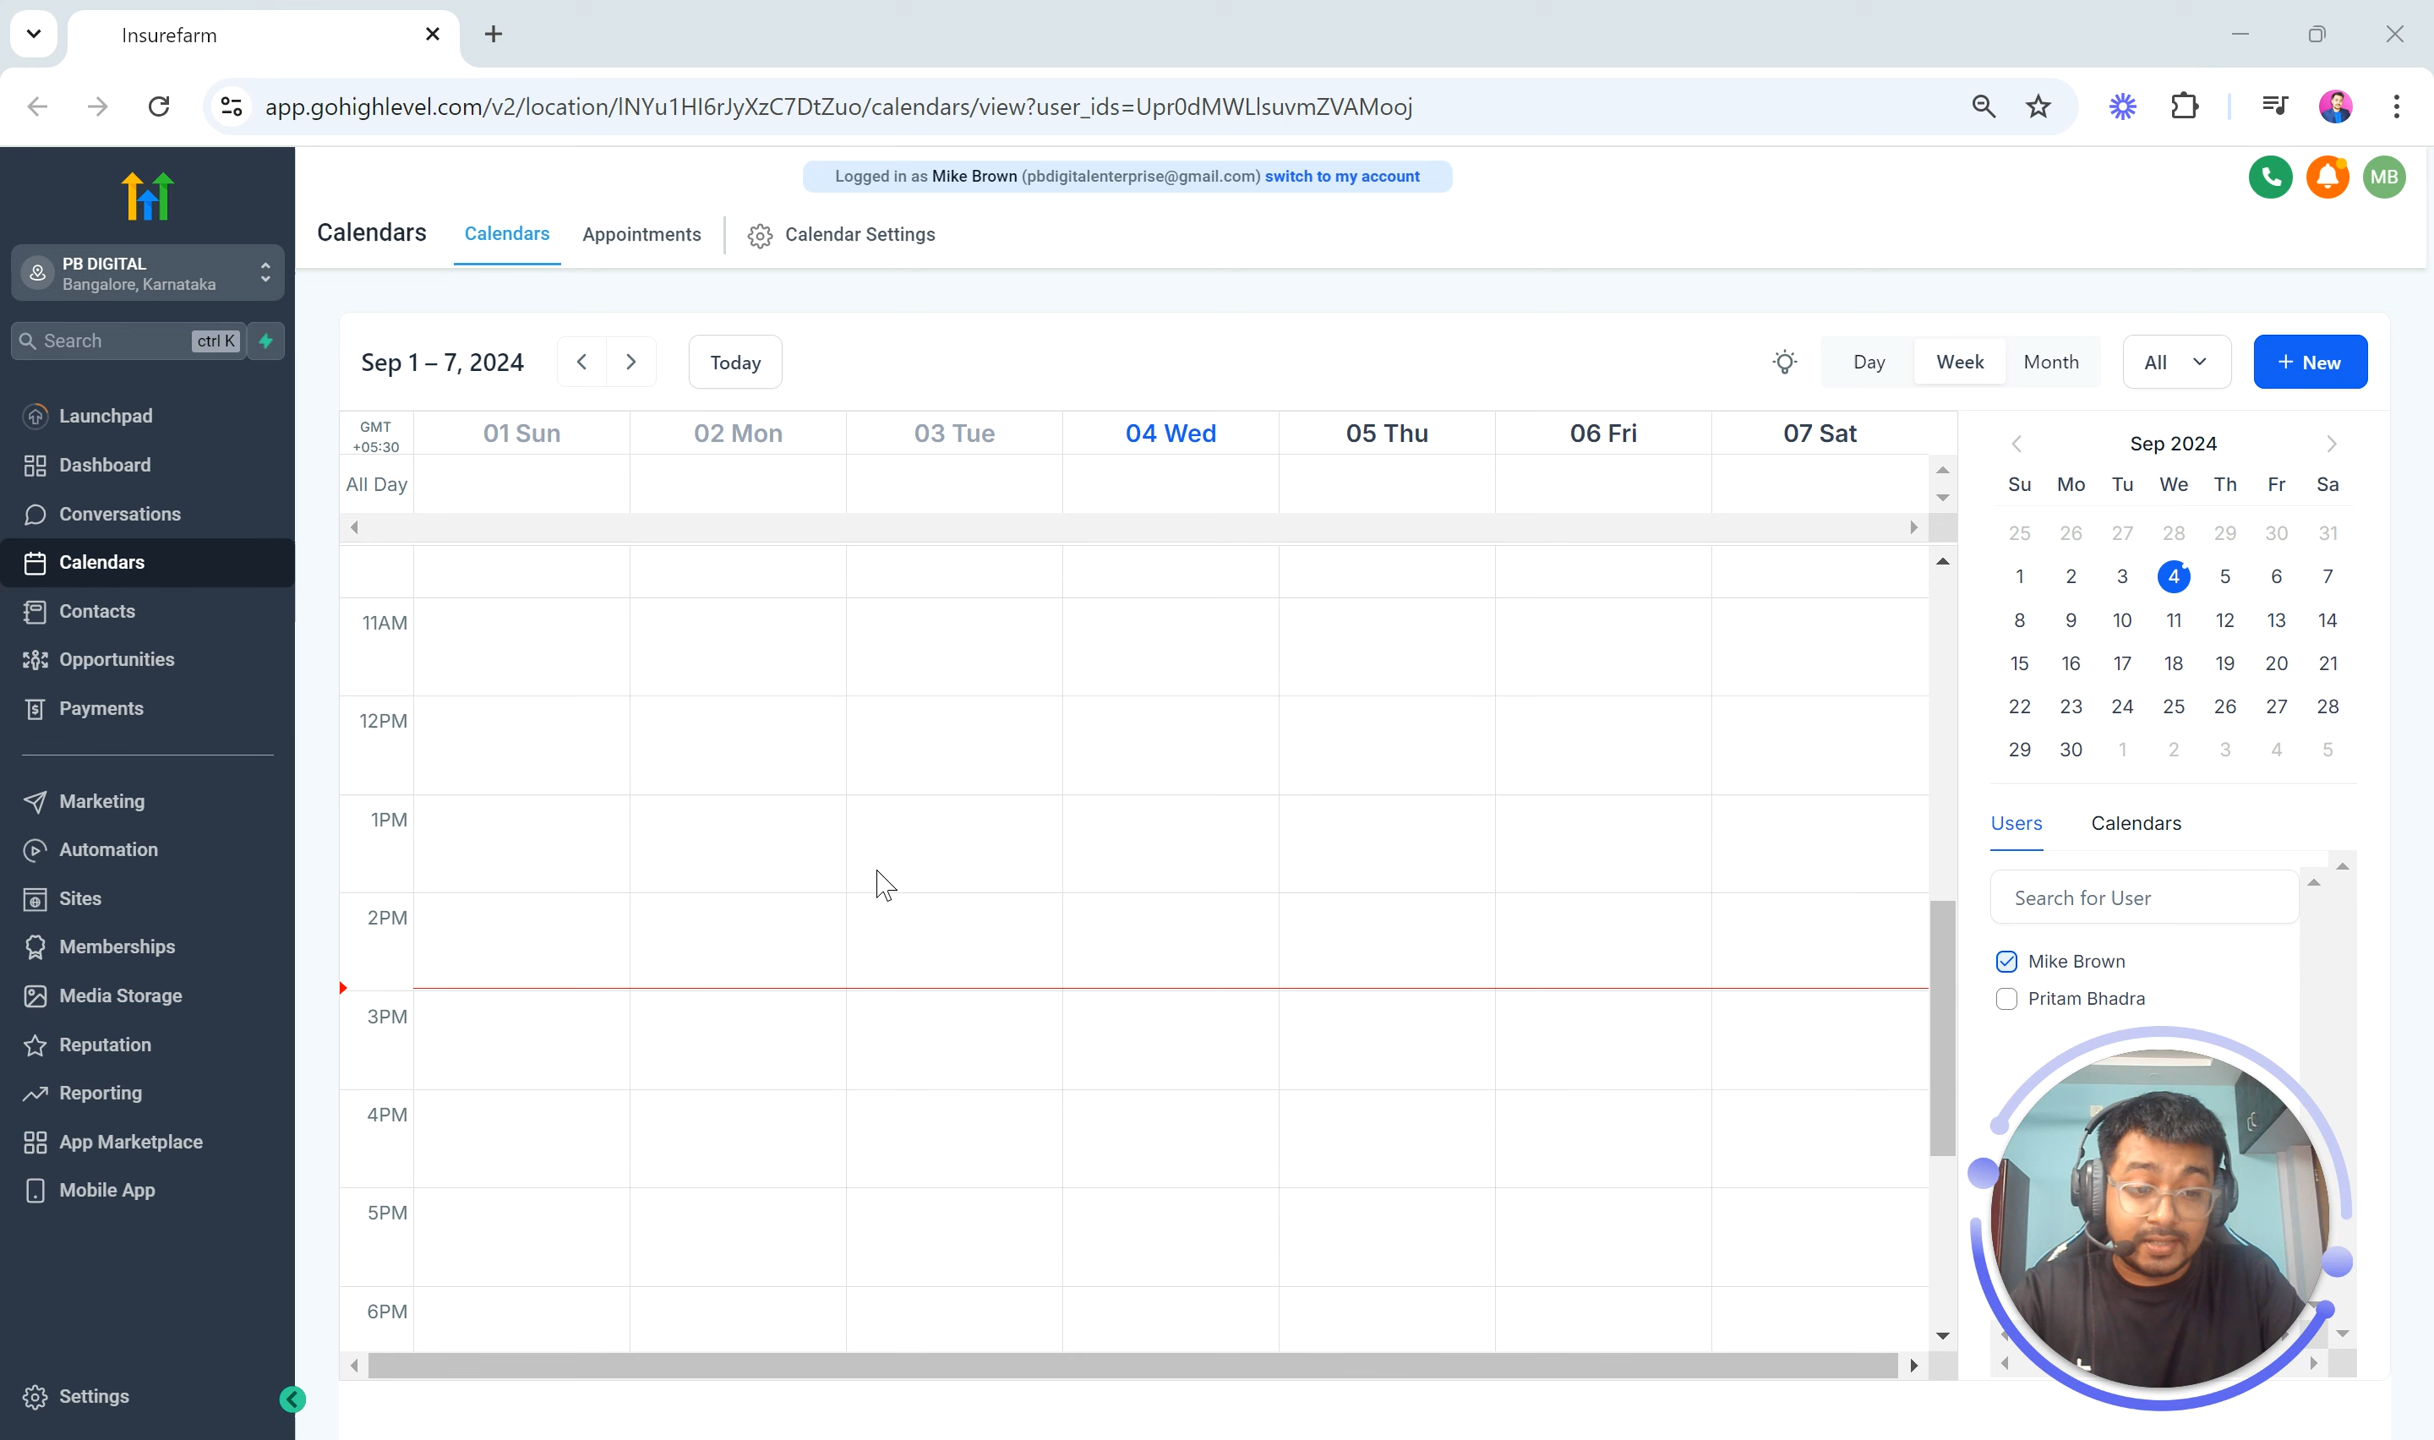 Insurefarm
app.gohighlevel.com/v2/location/INYu1HI6rJyXzC7DtZuo/calendars/view?user_ids=Upr0dMWLlsuvmZVAMooj
Logged in as Mike Brown (pbdigitalenterprise@gmail.com) switch to my account
MB
Calendars
Calendars
Appointments
Calendar Settings
PB DIGITAL
Bangalore, Karnataka
Search
ctrl K
Launchpad
Dashboard
Conversations
Calendars
Contacts
Opportunities
Payments
Marketing
Automation
Sites
Memberships
Media Storage
Reputation
Reporting
App Marketplace
Mobile App
Settings
Sep 1 – 7, 2024
Today
Day
Week
Month
All
+ New
GMT
+05:30
01 Sun
02 Mon
03 Tue
04 Wed
05 Thu
06 Fri
07 Sat
All Day
11AM
12PM
1PM
2PM
3PM
4PM
5PM
6PM
Sep 2024
Su Mo Tu We Th Fr Sa
25 26 27 28 29 30 31
1 2 3 4 5 6 7
8 9 10 11 12 13 14
15 16 17 18 19 20 21
22 23 24 25 26 27 28
29 30 1 2 3 4 5
Users
Calendars
Search for User
Mike Brown
Pritam Bhadra